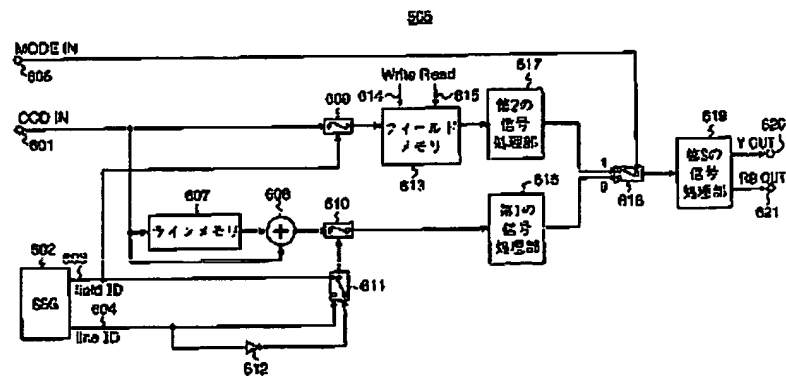 505
MODE IN
605
CCD IN
601
Write Read
614
615
609
フィールド
メモリ
613
617
第2の
信号
処理部
619
第3の
信号
処理部
Y OUT
620
RB OUT
621
1
0
616
607
ラインメモリ
608
+
610
第1の
信号
処理部
602
SSG
field ID
604
line ID
611
612